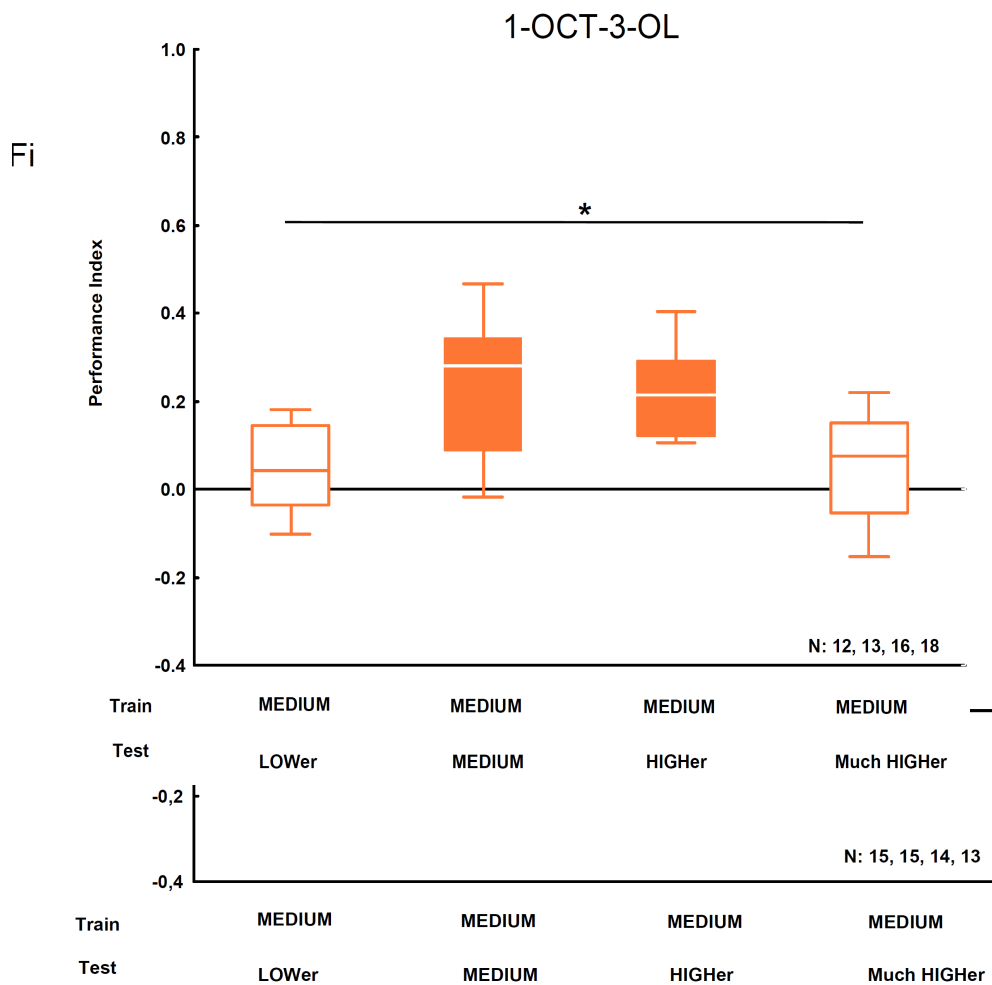 1-OCT-3-OL
Fi
1.0
0.8
0.6
0.4
0.2
0.0
-0.2
-0.4
Performance Index
*
N: 12, 13, 16, 18
Train MEDIUM MEDIUM MEDIUM MEDIUM
Test LOWer MEDIUM HIGHer Much HIGHer
-0,2
-0,4
N: 15, 15, 14, 13
Train MEDIUM MEDIUM MEDIUM MEDIUM
Test LOWer MEDIUM HIGHer Much HIGHer